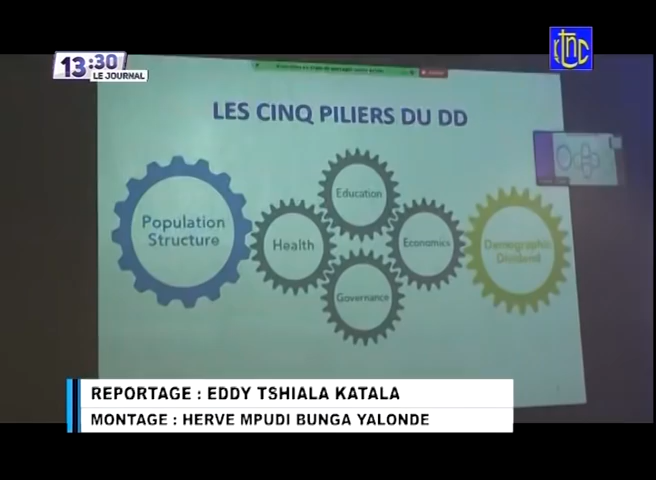 13:30
LE JOURNAL
rtnc
LES CINQ PILIERS DU DD
Population
Structure
Health
Education
Governance
Economics
Demographic
Dividend
REPORTAGE : EDDY TSHIALA KATALA
MONTAGE : HERVE MPUDI BUNGA YALONDE